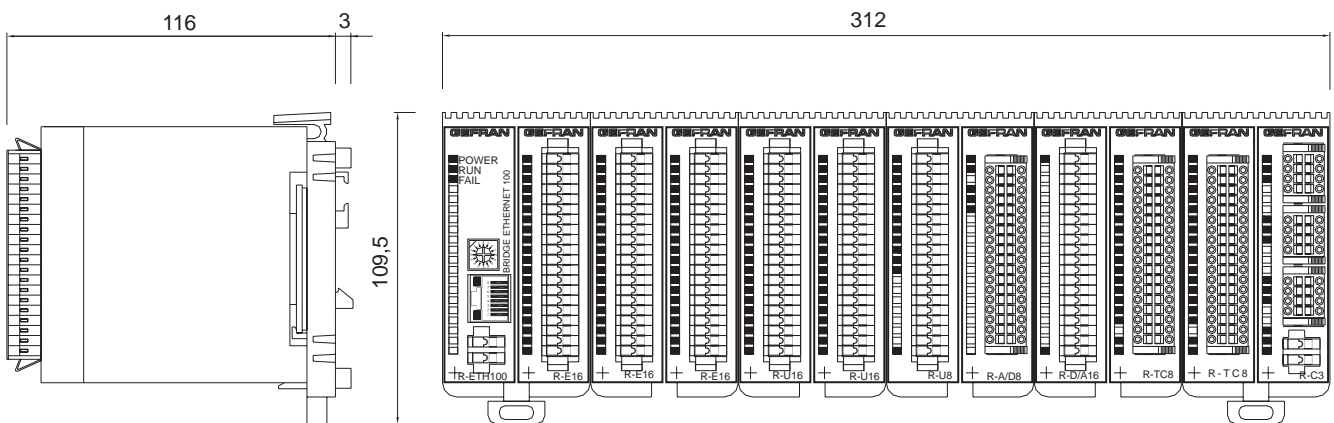 116
3
312
109,5
GEFRAN
GEFRAN
GEFRAN
GEFRAN
GEFRAN
GEFRAN
GEFRAN
GEFRAN
GEFRAN
GEFRAN
GEFRAN
GEFRAN
POWER
RUN
FAIL
BRIDGE ETHERNET 100
R-ETH100
R-E16
R-E16
R-E16
R-U16
R-U16
R-U8
R-A/D8
R-D/A16
R-TC8
R-TC8
R-C3